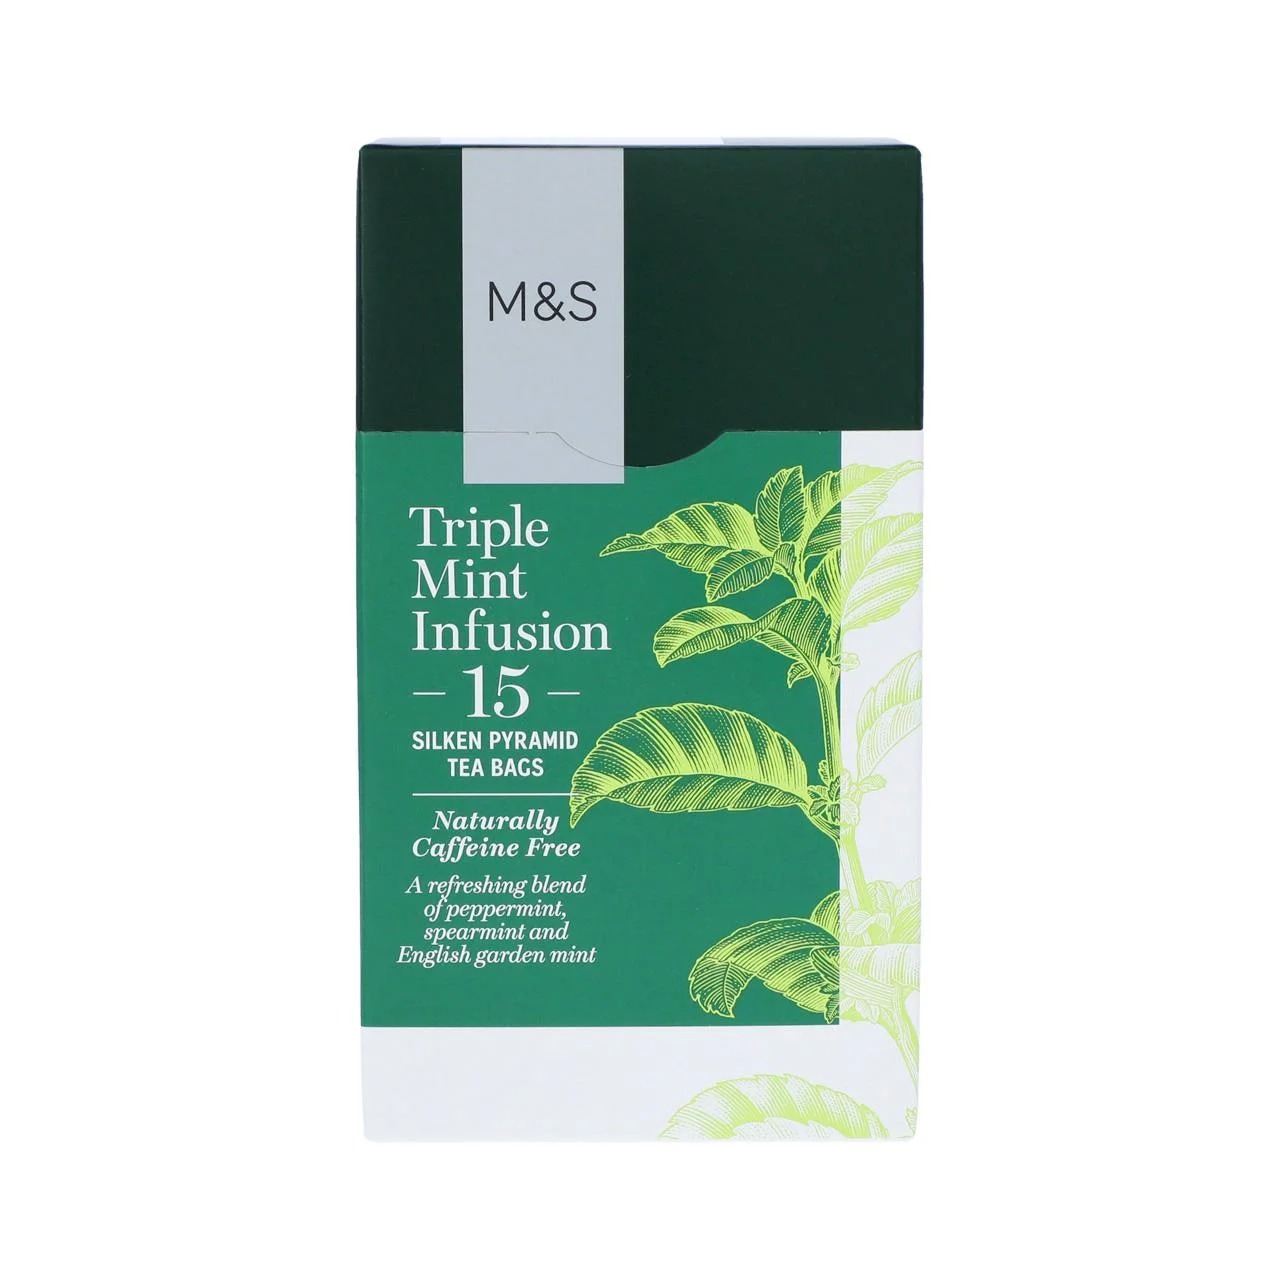 M&S
Triple
Mint
Infusion
– 15 –
SILKEN PYRAMID
TEA BAGS
Naturally
Caffeine Free
A refreshing blend
of peppermint,
spearmint and
English garden mint